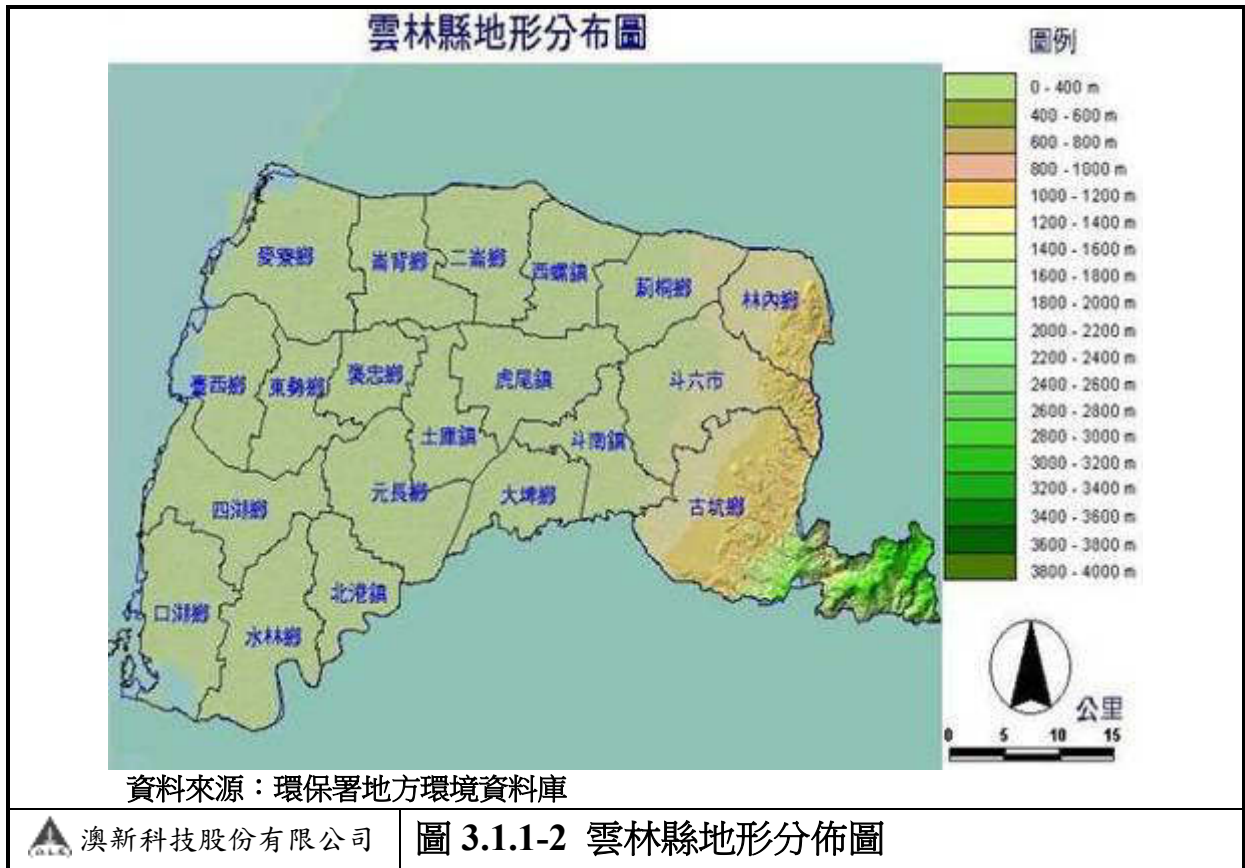 雲林縣地形分布圖
圖例
0 - 400 m
400 - 600 m
600 - 800 m
800 - 1000 m
1000 - 1200 m
1200 - 1400 m
1400 - 1600 m
1600 - 1800 m
1800 - 2000 m
2000 - 2200 m
2200 - 2400 m
2400 - 2600 m
2600 - 2800 m
2800 - 3000 m
3000 - 3200 m
3200 - 3400 m
3400 - 3600 m
3600 - 3800 m
3800 - 4000 m
麥寮鄉
崙背鄉
二崙鄉
西螺鎮
莿桐鄉
林內鄉
臺西鄉
東勢鄉
褒忠鄉
虎尾鎮
斗六市
土庫鎮
斗南鎮
四湖鄉
元長鄉
大埤鄉
古坑鄉
口湖鄉
水林鄉
北港鎮
公里
0 5 10 15
資料來源：環保署地方環境資料庫
澳新科技股份有限公司
圖 3.1.1-2 雲林縣地形分佈圖